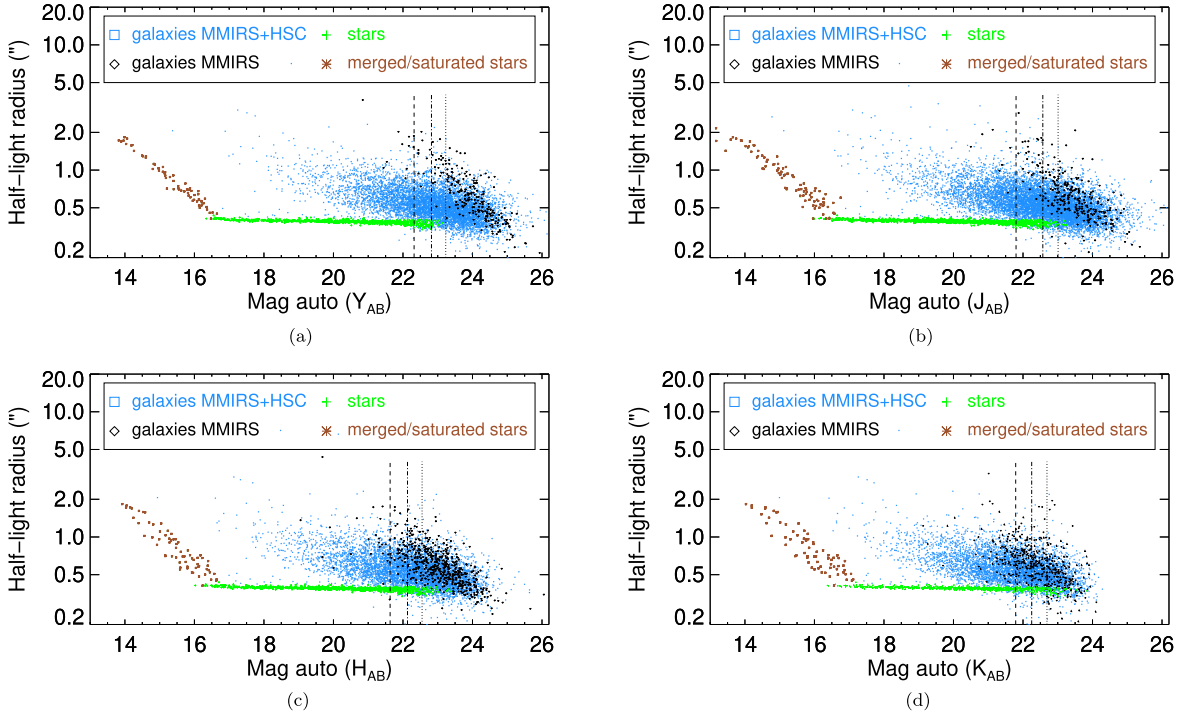 20.0
10.0
5.0
2.0
1.0
0.5
0.2
Half−light radius (")
galaxies MMIRS+HSC
stars
galaxies MMIRS
merged/saturated stars
14 16 18 20 22 24 26
Mag auto (Y_AB)
(a)
20.0
10.0
5.0
2.0
1.0
0.5
0.2
Half−light radius (")
galaxies MMIRS+HSC
stars
galaxies MMIRS
merged/saturated stars
14 16 18 20 22 24 26
Mag auto (J_AB)
(b)
20.0
10.0
5.0
2.0
1.0
0.5
0.2
Half−light radius (")
galaxies MMIRS+HSC
stars
galaxies MMIRS
merged/saturated stars
14 16 18 20 22 24 26
Mag auto (H_AB)
(c)
20.0
10.0
5.0
2.0
1.0
0.5
0.2
Half−light radius (")
galaxies MMIRS+HSC
stars
galaxies MMIRS
merged/saturated stars
14 16 18 20 22 24 26
Mag auto (K_AB)
(d)